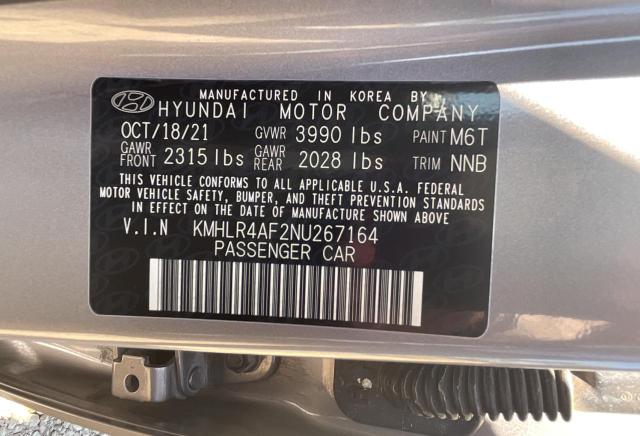 MANUFACTURED IN KOREA BY
HYUNDAI MOTOR COMPANY
OCT/18/21 GVWR 3990 lbs PAINT M6T
GAWR FRONT 2315 lbs GAWR REAR 2028 lbs TRIM NNB
THIS VEHICLE CONFORMS TO ALL APPLICABLE U.S.A. FEDERAL
MOTOR VEHICLE SAFETY, BUMPER, AND THEFT PREVENTION STANDARDS
IN EFFECT ON THE DATE OF MANUFACTURE SHOWN ABOVE
V.I.N KMHLR4AF2NU267164
PASSENGER CAR